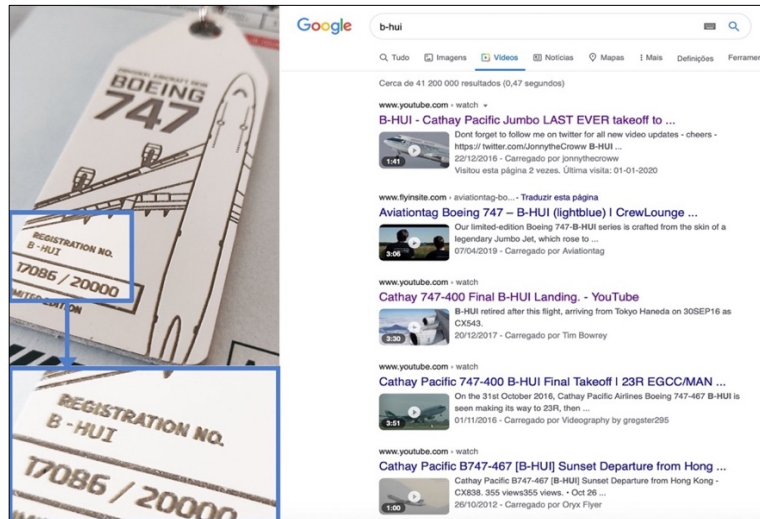 ORIGINAL AIRCRAFT SKIN
BOEING
747
REGISTRATION NO.
B-HUI
17086 / 20000
LIMITED EDITION
REGISTRATION NO.
B-HUI
17086 / 20000
Google
b-hui
Tudo
Imagens
Vídeos
Notícias
Mapas
Mais
Definições
Ferramen
Cerca de 41 200 000 resultados (0,47 segundos)
www.youtube.com › watch
B-HUI - Cathay Pacific Jumbo LAST EVER takeoff to ...
1:41
Dont forget to follow me on twitter for all new video updates - cheers -
https:// twitter.com/JonnytheCroww B-HUI ...
22/12/2016 - Carregado por jonnythecroww
Visitou esta página 2 vezes. Última visita: 01-01-2020
www.flyinsite.com › aviationtag-bo... - Traduzir esta página
Aviationtag Boeing 747 – B-HUI (lightblue) I CrewLounge ...
3:06
Our limited-edition Boeing 747-B-HUI series is crafted from the skin of a
legendary Jumbo Jet, which rose to ...
07/04/2019 - Carregado por Aviationtag
www.youtube.com › watch
Cathay 747-400 Final B-HUI Landing. - YouTube
3:30
B-HUI retired after this flight, arriving from Tokyo Haneda on 30SEP16 as
CX543.
20/12/2017 - Carregado por Tim Bowrey
www.youtube.com › watch
Cathay Pacific 747-400 B-HUI Final Takeoff I 23R EGCC/MAN ...
3:51
On the 31st October 2016, Cathay Pacific Airlines Boeing 747-467 B-HUI is
seen making its way to 23R, then ...
01/11/2016 - Carregado por Videography by gregster295
www.youtube.com › watch
Cathay Pacific B747-467 [B-HUI] Sunset Departure from Hong ...
1:00
Cathay Pacific B747-467 [B-HUI] Sunset Departure from Hong Kong -
CX838. 355 views355 views. • Oct 26 ...
26/10/2012 - Carregado por Oryx Flyer